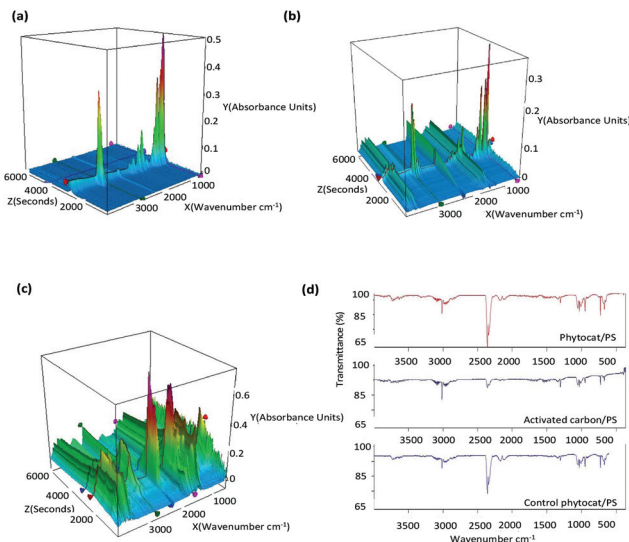 (a)
0.5
0.4
0.3
Y(Absorbance Units)
0.2
0.1
0
6000
4000
Z(Seconds)
2000
3000
2000
1000
X(Wavenumber cm⁻¹)
(b)
0.3
0.2
Y(Absorbance Units)
0.1
0
6000
4000
Z(Seconds)
2000
3000
2000
1000
X(Wavenumber cm⁻¹)
(c)
0.6
Y(Absorbance Units)
0.4
0.2
0.0
6000
4000
Z(Seconds)
2000
3000
2000
1000
X(Wavenumber cm⁻¹)
(d)
Transmittance (%)
100
85
65
Phytocat/PS
3500 3000 2500 2000 1500 1000 500
100
85
65
Activated carbon/PS
3500 3000 2500 2000 1500 1000 500
100
85
65
Control phytocat/PS
3500 3000 2500 2000 1500 1000 500
Wavenumber cm⁻¹